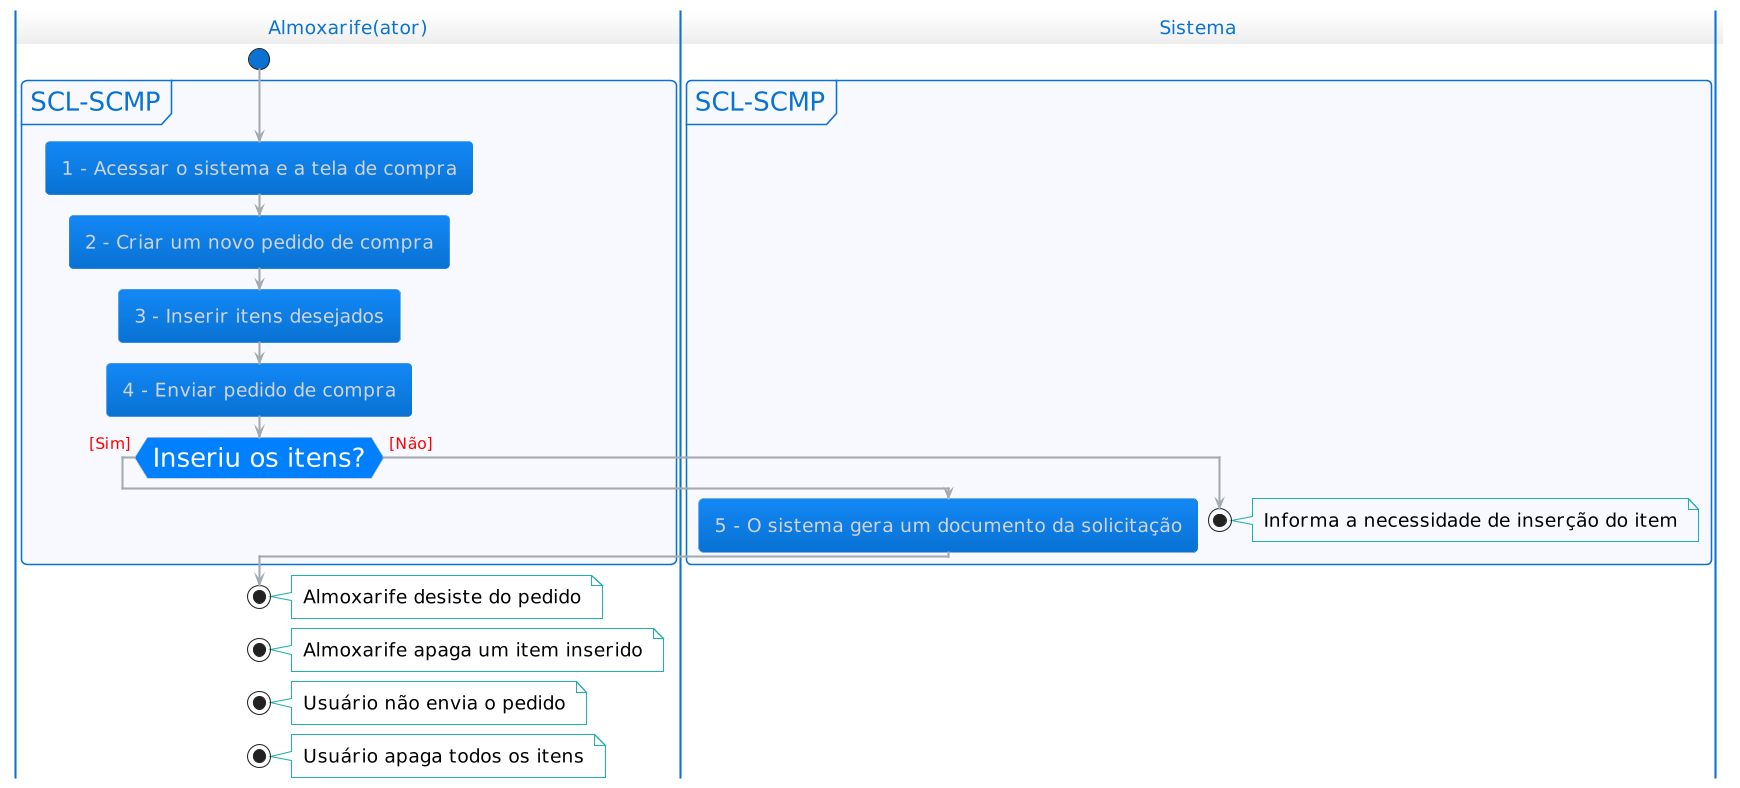 Almoxarife(ator)
Sistema
SCL-SCMP
SCL-SCMP
1 - Acessar o sistema e a tela de compra
2 - Criar um novo pedido de compra
3 - Inserir itens desejados
4 - Enviar pedido de compra
[Sim]
Inseriu os itens?
[Não]
5 - O sistema gera um documento da solicitação
Informa a necessidade de inserção do item
Almoxarife desiste do pedido
Almoxarife apaga um item inserido
Usuário não envia o pedido
Usuário apaga todos os itens